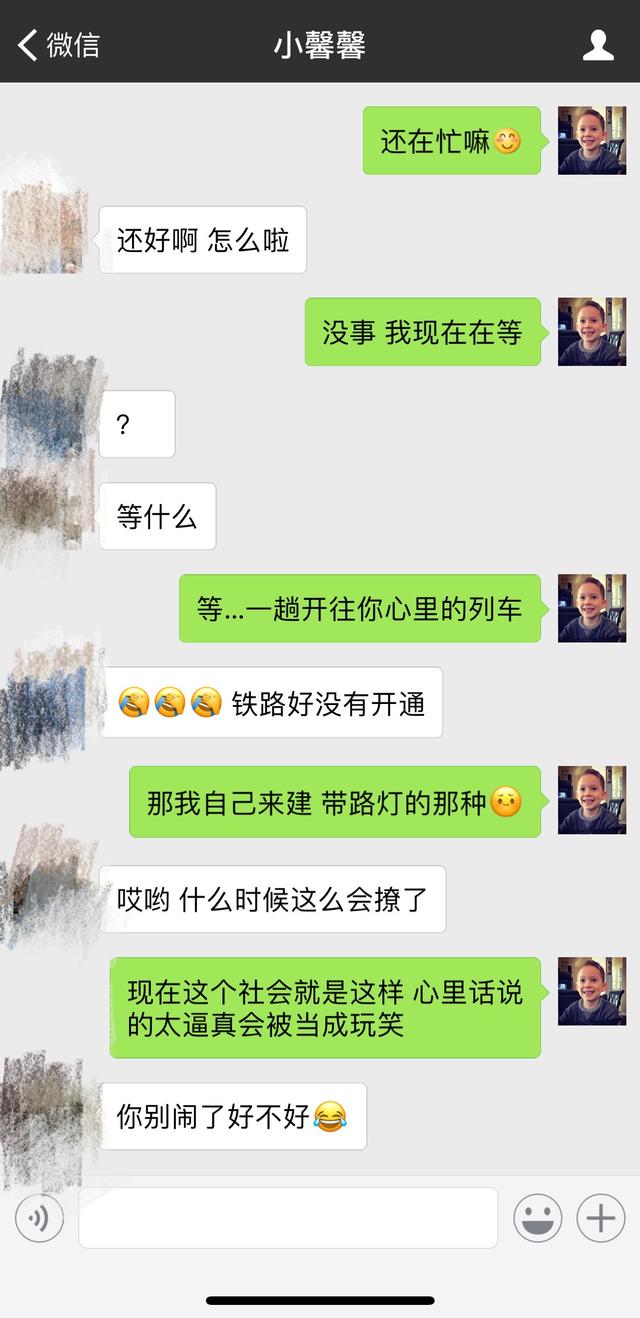 微信
小馨馨
还在忙嘛😊
还好啊 怎么啦
没事 我现在在等
?
等什么
等...一趟开往你心里的列车
🤣🤣🤣 铁路好没有开通
那我自己来建 带路灯的那种☺️
哎哟 什么时候这么会撩了
现在这个社会就是这样 心里话说
的太逼真会被当成玩笑
你别闹了好不好😂